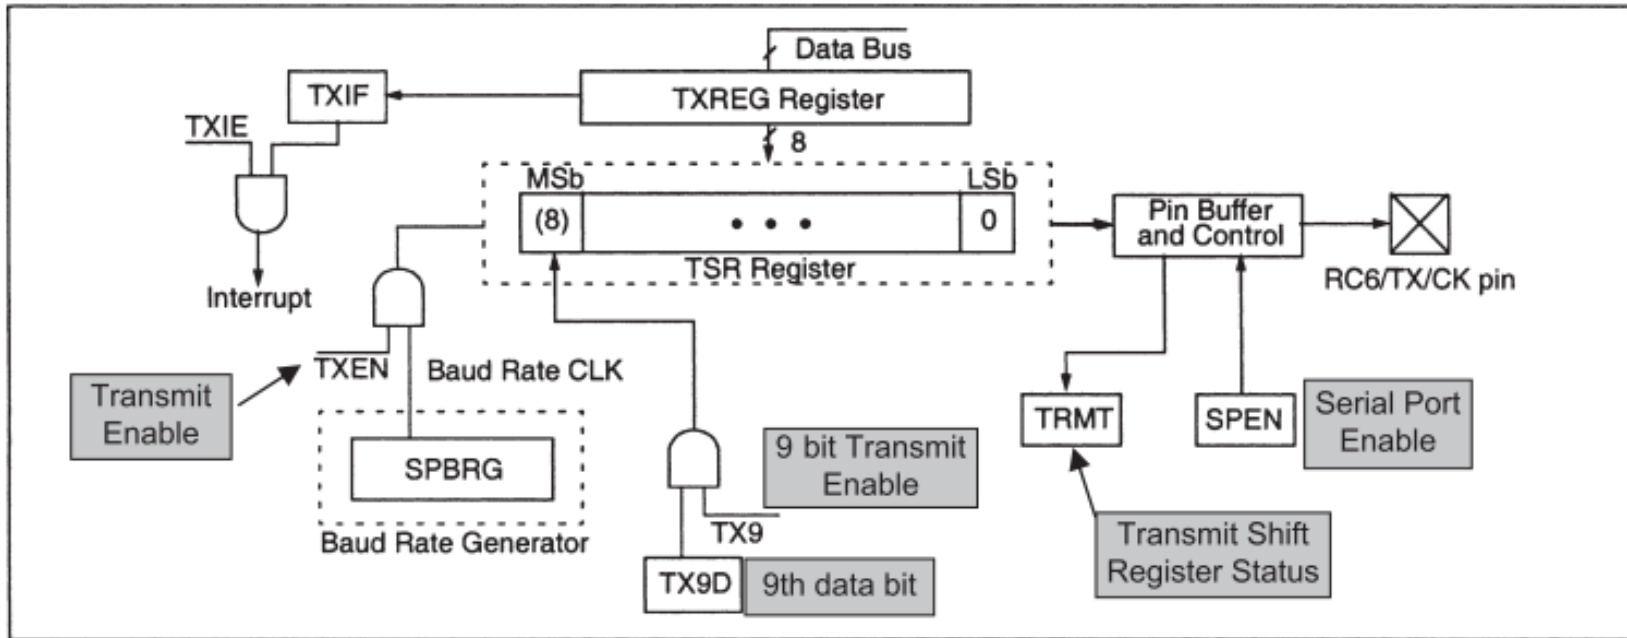 Data Bus
TXIF
TXREG Register
TXIE
8
MSb
LSb
(8)
• • •
0
Pin Buffer
and Control
TSR Register
Interrupt
RC6/TX/CK pin
TXEN
Baud Rate CLK
Transmit
Enable
TRMT
SPEN
Serial Port
Enable
SPBRG
9 bit Transmit
Enable
TX9
Baud Rate Generator
Transmit Shift
Register Status
TX9D
9th data bit